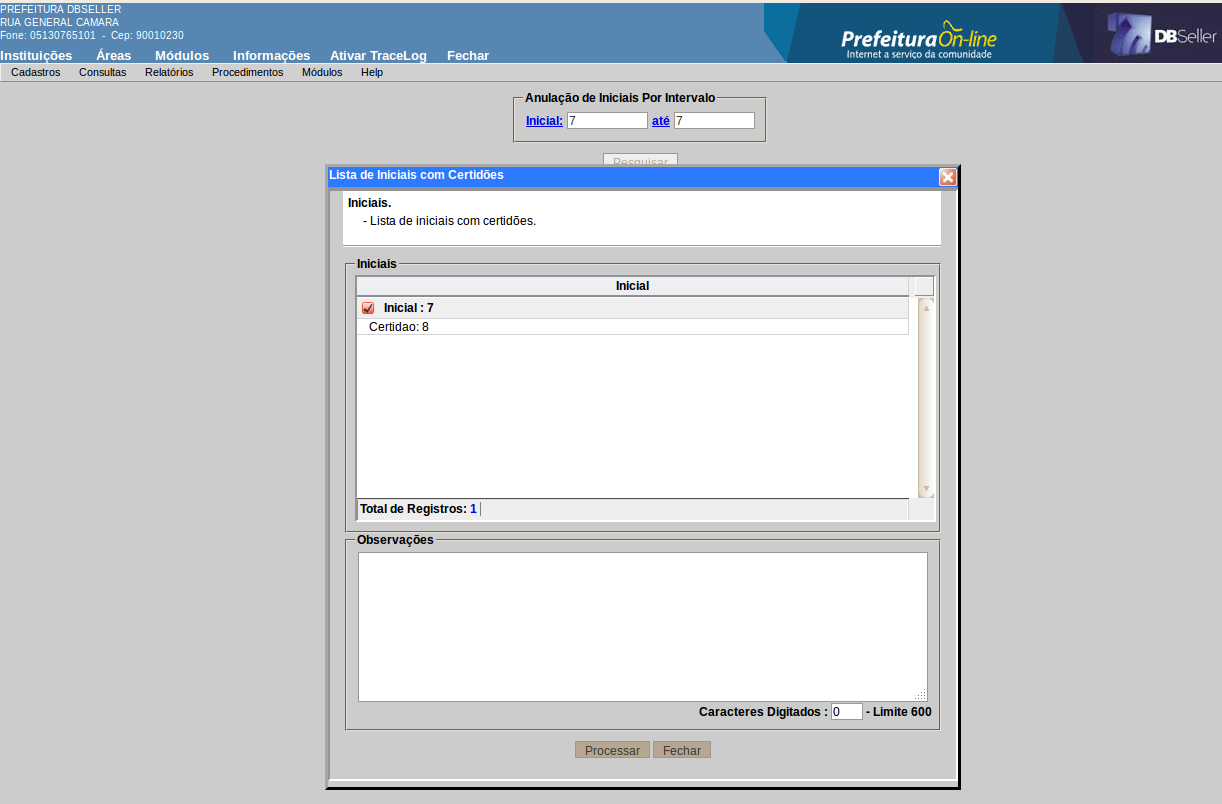 PREFEITURA DBSELLER
RUA GENERAL CAMARA
Fone: 05130765101 - Cep: 90010230
PrefeituraOn-line
Internet a serviço da comunidade
DBSeller
Instituições Áreas Módulos Informações Ativar TraceLog Fechar
Cadastros Consultas Relatórios Procedimentos Módulos Help
Anulação de Iniciais Por Intervalo
Inicial: 7 até 7
Pesquisar
Lista de Iniciais com Certidões
Iniciais.
- Lista de iniciais com certidões.
Iniciais
Inicial
Inicial : 7
Certidao: 8
Total de Registros: 1
Observações
Caracteres Digitados : 0 - Limite 600
Processar Fechar